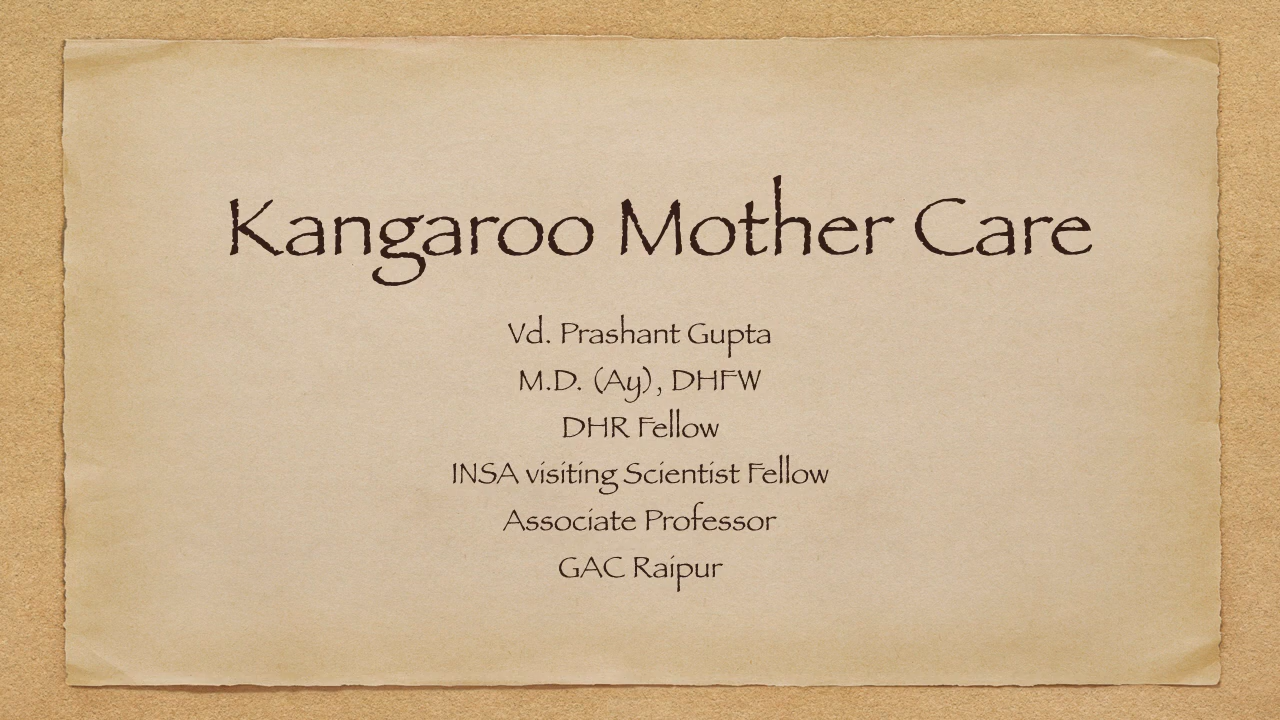 Kangaroo Mother Care
Vd. Prashant Gupta
M.D. (Ay), DHFW
DHR Fellow
INSA visiting Scientist Fellow
Associate Professor
GAC Raipur